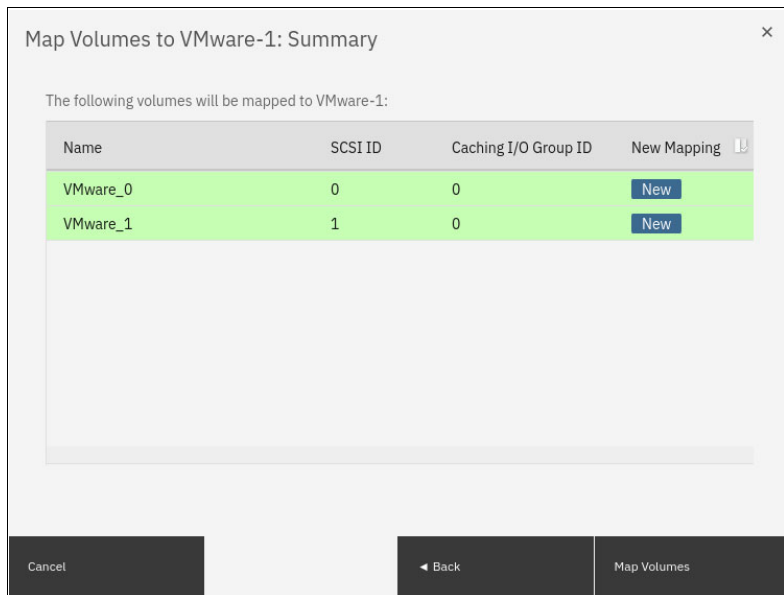 Map Volumes to VMware-1: Summary
×
The following volumes will be mapped to VMware-1:
Name SCSI ID Caching I/O Group ID New Mapping
VMware_0 0 0 New
VMware_1 1 0 New
Cancel ◄ Back Map Volumes